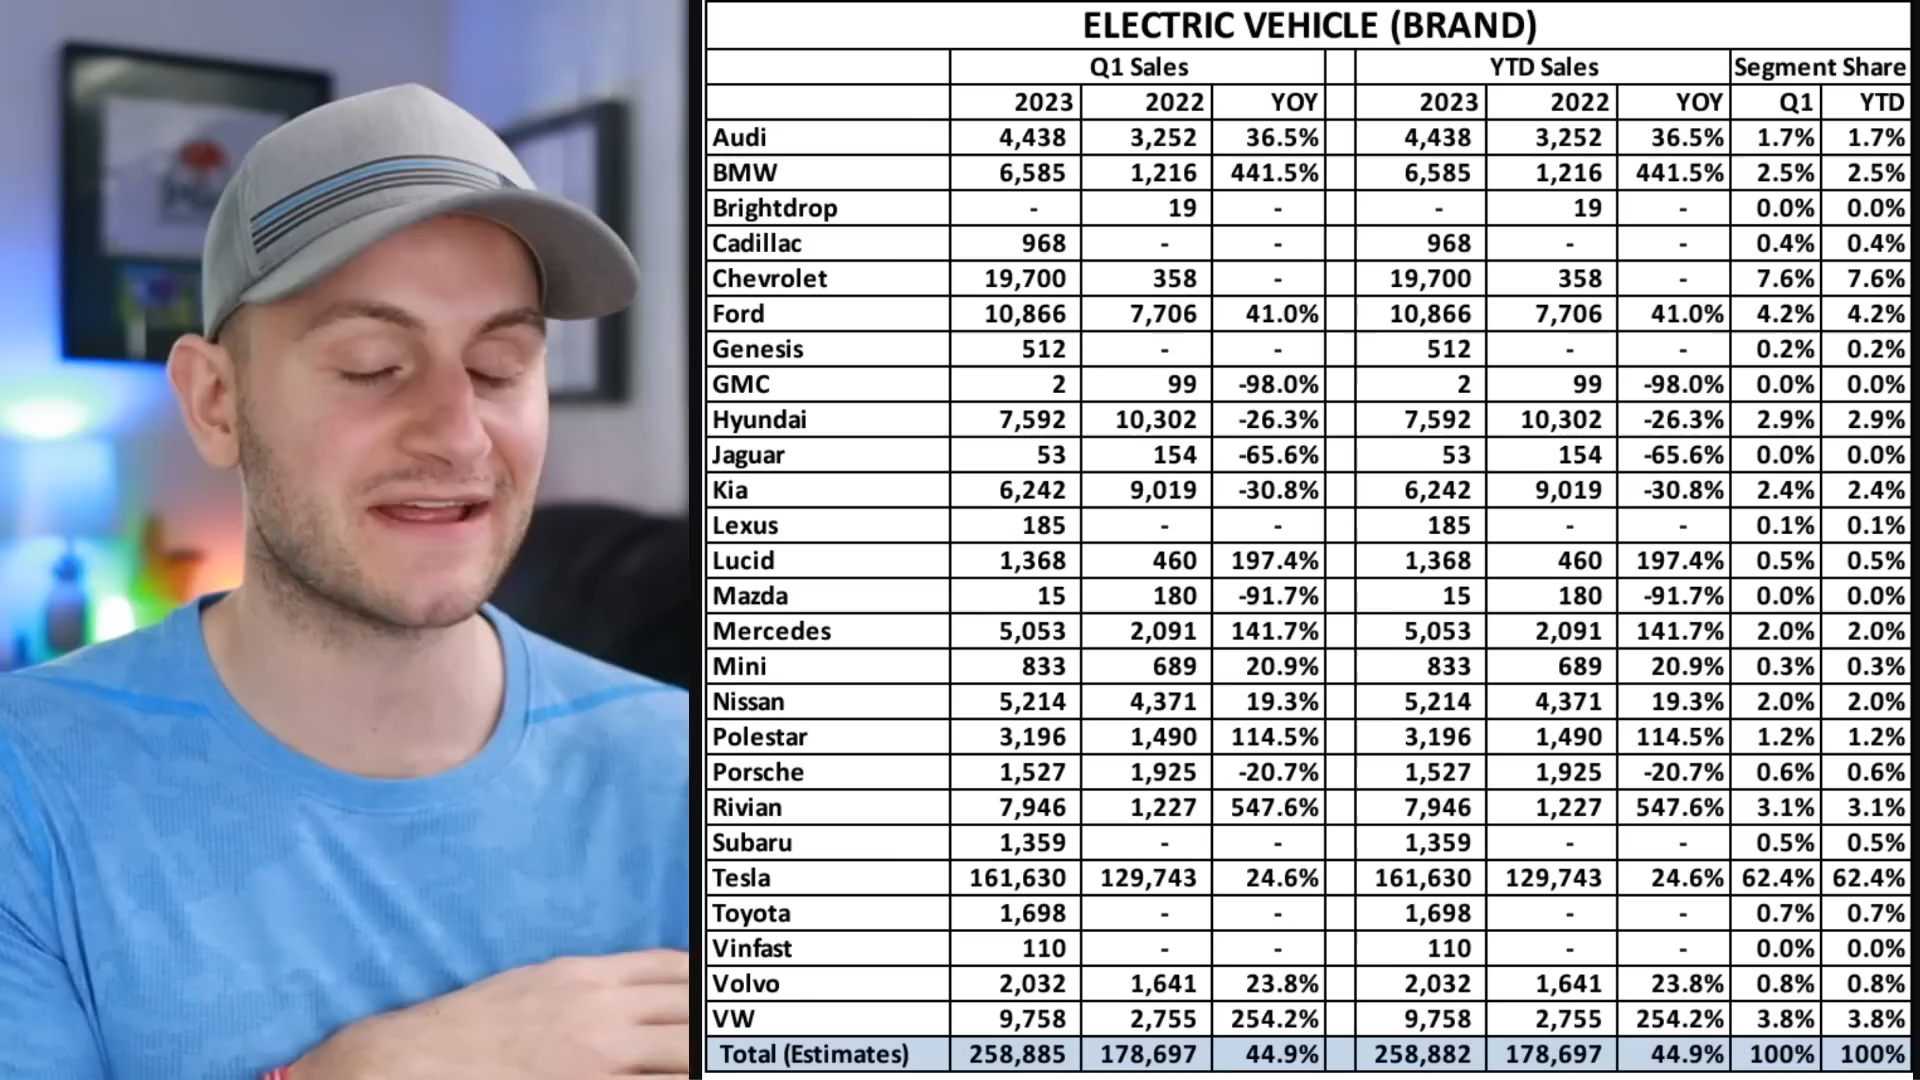 ELECTRIC VEHICLE (BRAND)
Q1 Sales YTD Sales Segment Share
2023 2022 YOY 2023 2022 YOY Q1 YTD
Audi 4,438 3,252 36.5% 4,438 3,252 36.5% 1.7% 1.7%
BMW 6,585 1,216 441.5% 6,585 1,216 441.5% 2.5% 2.5%
Brightdrop - 19 - - 19 - 0.0% 0.0%
Cadillac 968 - - 968 - - 0.4% 0.4%
Chevrolet 19,700 358 - 19,700 358 - 7.6% 7.6%
Ford 10,866 7,706 41.0% 10,866 7,706 41.0% 4.2% 4.2%
Genesis 512 - - 512 - - 0.2% 0.2%
GMC 2 99 -98.0% 2 99 -98.0% 0.0% 0.0%
Hyundai 7,592 10,302 -26.3% 7,592 10,302 -26.3% 2.9% 2.9%
Jaguar 53 154 -65.6% 53 154 -65.6% 0.0% 0.0%
Kia 6,242 9,019 -30.8% 6,242 9,019 -30.8% 2.4% 2.4%
Lexus 185 - - 185 - - 0.1% 0.1%
Lucid 1,368 460 197.4% 1,368 460 197.4% 0.5% 0.5%
Mazda 15 180 -91.7% 15 180 -91.7% 0.0% 0.0%
Mercedes 5,053 2,091 141.7% 5,053 2,091 141.7% 2.0% 2.0%
Mini 833 689 20.9% 833 689 20.9% 0.3% 0.3%
Nissan 5,214 4,371 19.3% 5,214 4,371 19.3% 2.0% 2.0%
Polestar 3,196 1,490 114.5% 3,196 1,490 114.5% 1.2% 1.2%
Porsche 1,527 1,925 -20.7% 1,527 1,925 -20.7% 0.6% 0.6%
Rivian 7,946 1,227 547.6% 7,946 1,227 547.6% 3.1% 3.1%
Subaru 1,359 - - 1,359 - - 0.5% 0.5%
Tesla 161,630 129,743 24.6% 161,630 129,743 24.6% 62.4% 62.4%
Toyota 1,698 - - 1,698 - - 0.7% 0.7%
Vinfast 110 - - 110 - - 0.0% 0.0%
Volvo 2,032 1,641 23.8% 2,032 1,641 23.8% 0.8% 0.8%
VW 9,758 2,755 254.2% 9,758 2,755 254.2% 3.8% 3.8%
Total (Estimates) 258,885 178,697 44.9% 258,882 178,697 44.9% 100% 100%